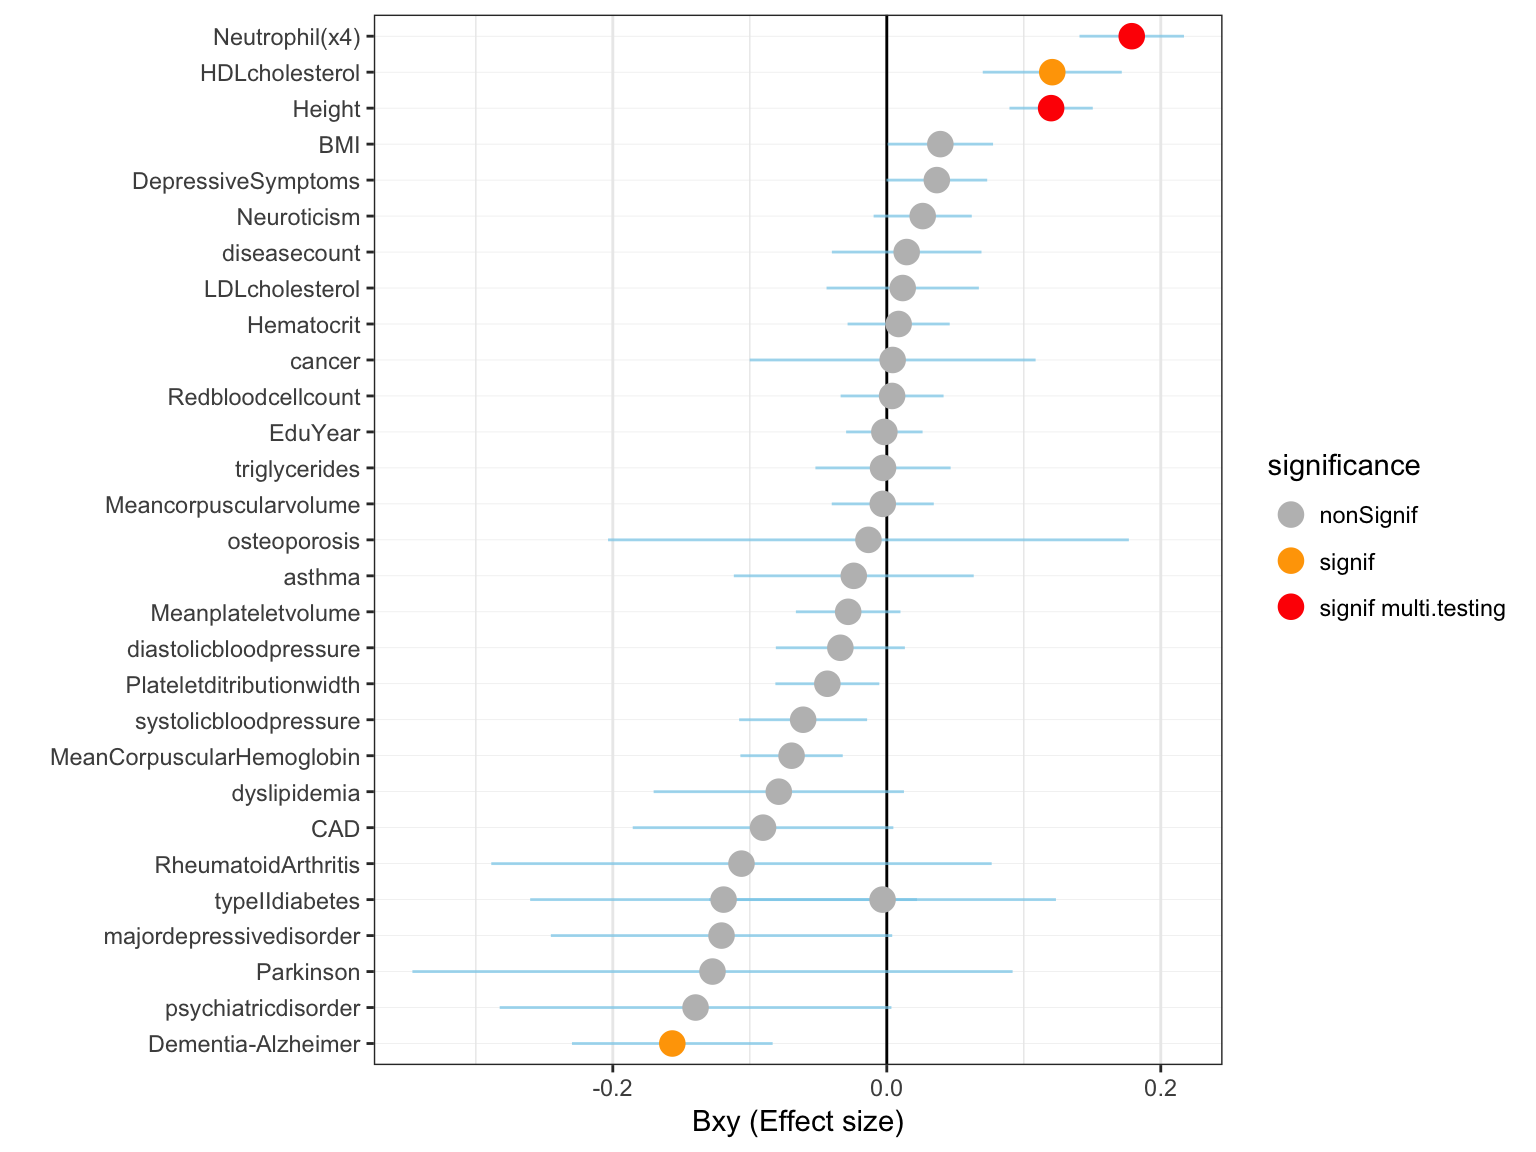 Neutrophil(x4)
HDLcholesterol
Height
BMI
DepressiveSymptoms
Neuroticism
diseasecount
LDLcholesterol
Hematocrit
cancer
Redbloodcellcount
EduYear
triglycerides
Meancorpuscularvolume
osteoporosis
asthma
Meanplateletvolume
diastolicbloodpressure
Plateletditributionwidth
systolicbloodpressure
MeanCorpuscularHemoglobin
dyslipidemia
CAD
RheumatoidArthritis
typeIIdiabetes
majordepressivedisorder
Parkinson
psychiatricdisorder
Dementia-Alzheimer
-0.2 0.0 0.2
Bxy (Effect size)
significance
nonSignif
signif
signif multi.testing